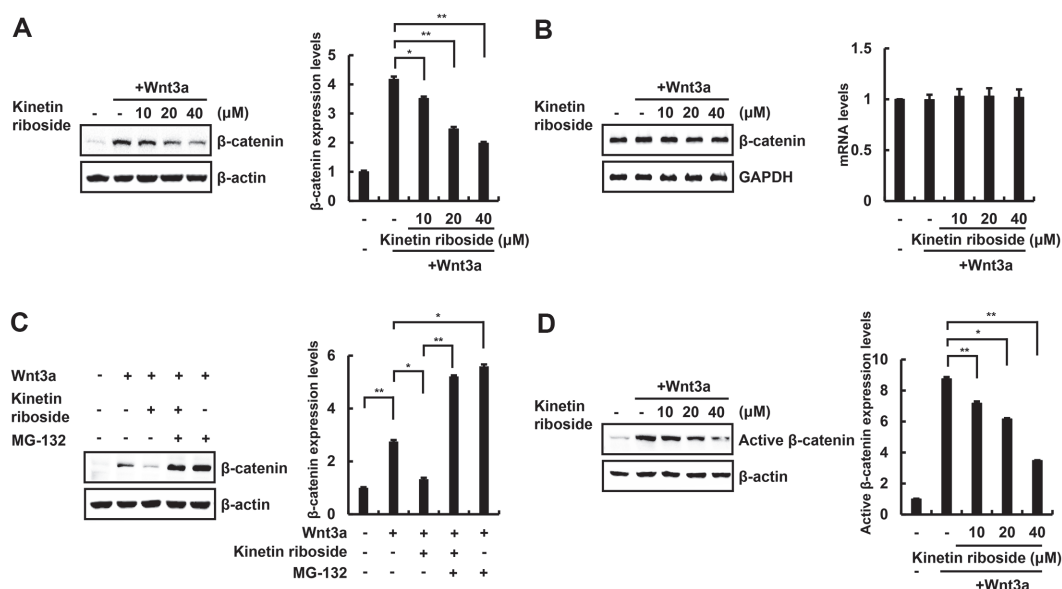 A
+Wnt3a
Kinetin riboside
- - 10 20 40 (μM)
β-catenin
β-actin
β-catenin expression levels
5
4
3
2
1
0
*
**
**
- - 10 20 40
Kinetin riboside (μM)
-
+Wnt3a
B
+Wnt3a
Kinetin riboside
- - 10 20 40 (μM)
β-catenin
GAPDH
mRNA levels
1.5
1
0.5
0
- - 10 20 40
Kinetin riboside (μM)
-
+Wnt3a
C
Wnt3a - + + + +
Kinetin riboside - - + + -
MG-132 - - - + +
β-catenin
β-actin
β-catenin expression levels
6
4
2
0
**
*
**
*
Wnt3a - + + + +
Kinetin riboside - - + + -
MG-132 - - - + +
D
+Wnt3a
Kinetin riboside
- - 10 20 40 (μM)
Active β-catenin
β-actin
Active β-catenin expression levels
10
8
6
4
2
0
**
*
**
- - 10 20 40
Kinetin riboside (μM)
-
+Wnt3a